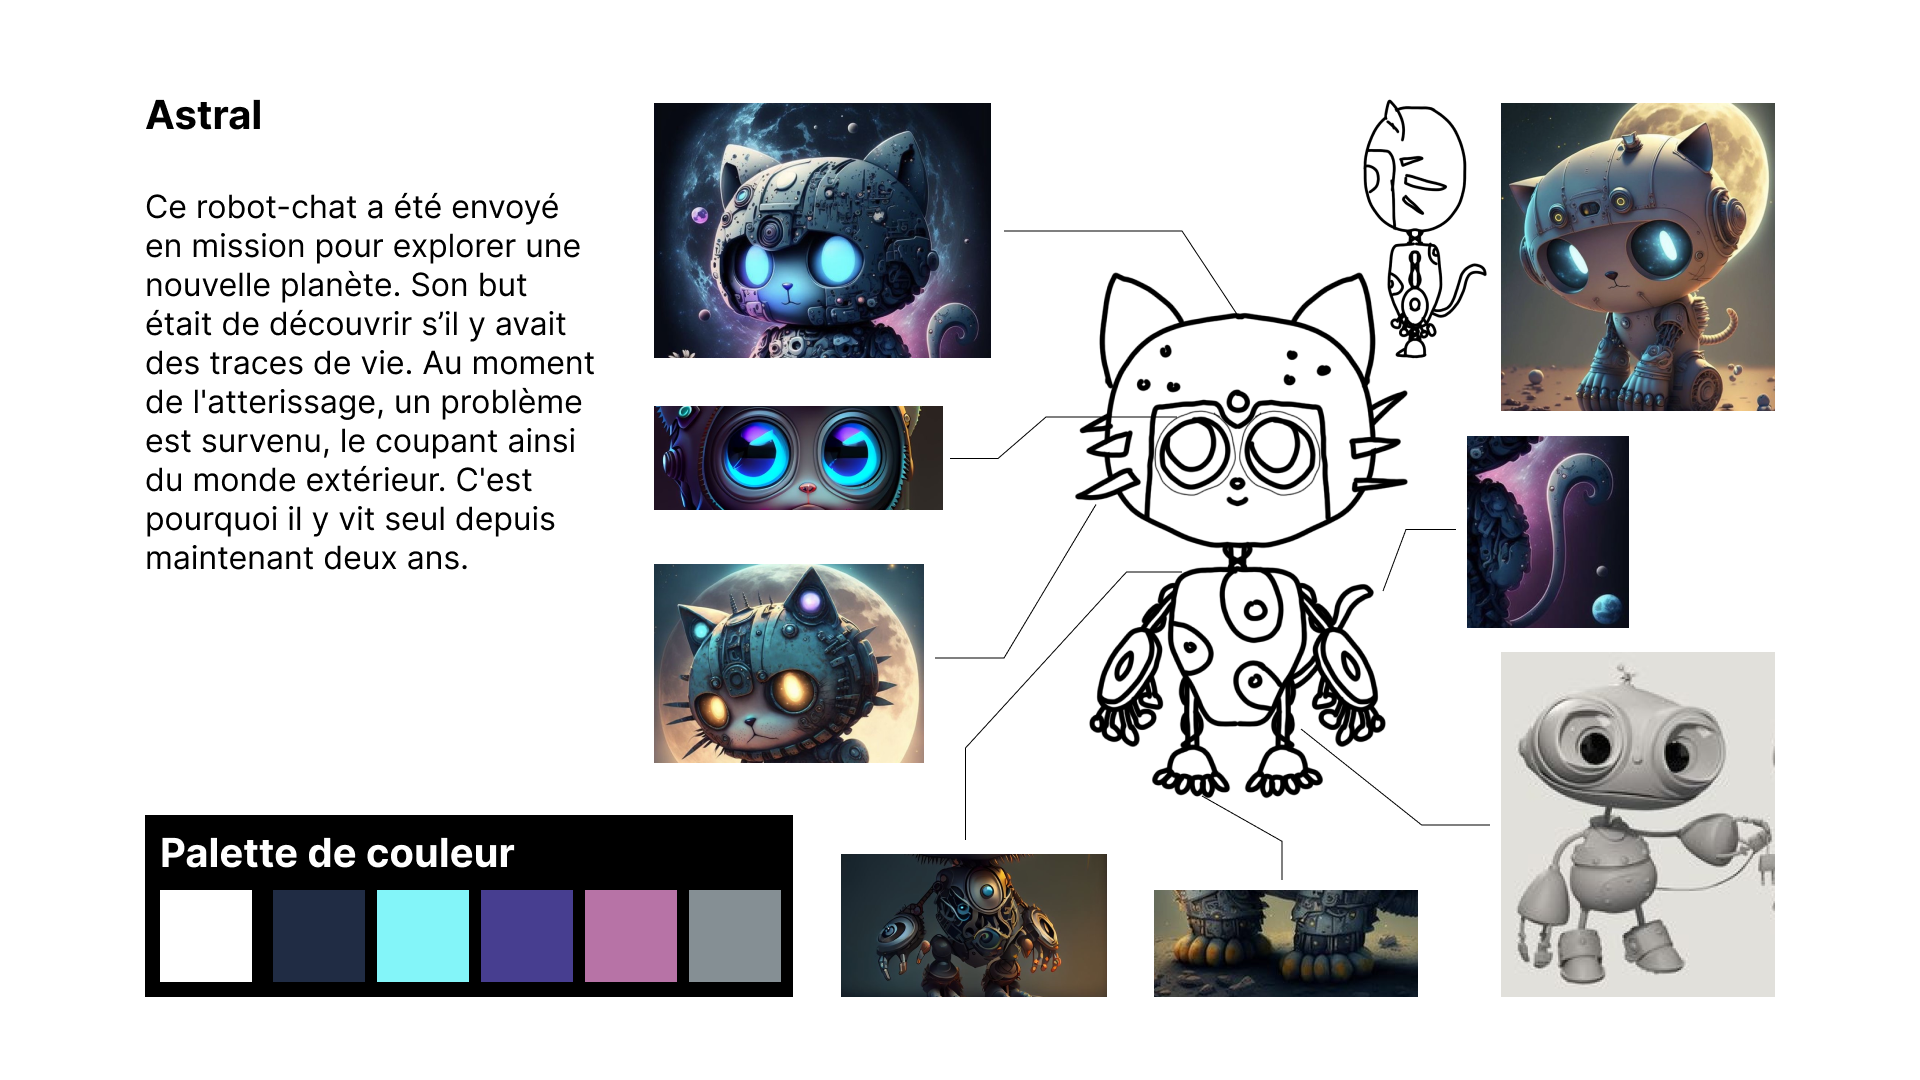 Astral
Ce robot-chat a été envoyé
en mission pour explorer une
nouvelle planète. Son but
était de découvrir s’il y avait
des traces de vie. Au moment
de l'atterissage, un problème
est survenu, le coupant ainsi
du monde extérieur. C'est
pourquoi il y vit seul depuis
maintenant deux ans.
Palette de couleur